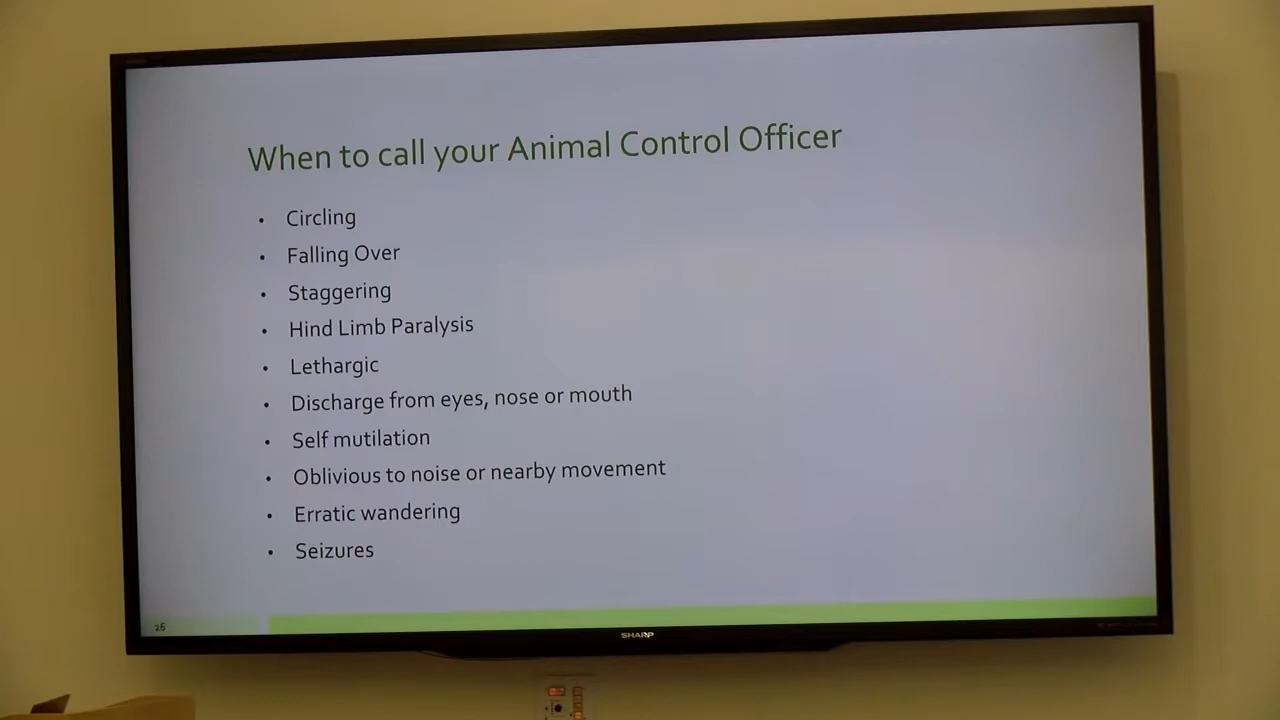 When to call your Animal Control Officer
• Circling
• Falling Over
• Staggering
• Hind Limb Paralysis
• Lethargic
• Discharge from eyes, nose or mouth
• Self mutilation
• Oblivious to noise or nearby movement
• Erratic wandering
• Seizures
26
SHARP